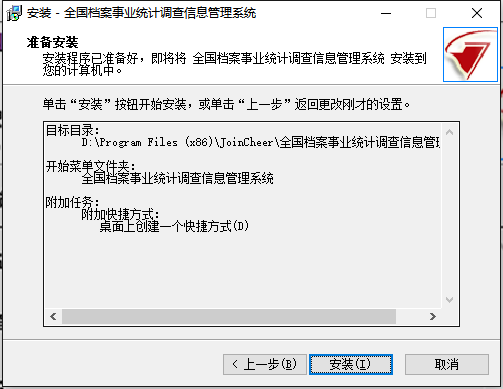 安装 - 全国档案事业统计调查信息管理系统
准备安装
安装程序已准备好，即将将 全国档案事业统计调查信息管理系统 安装到
您的计算机中。
单击“安装”按钮开始安装，或单击“上一步”返回更改刚才的设置。
目标目录：
D:\Program Files (x86)\JoinCheer\全国档案事业统计调查信息管
开始菜单文件夹：
全国档案事业统计调查信息管理系统
附加任务：
附加快捷方式：
桌面上创建一个快捷方式(D)
< 上一步(B)
安装(I)
取消